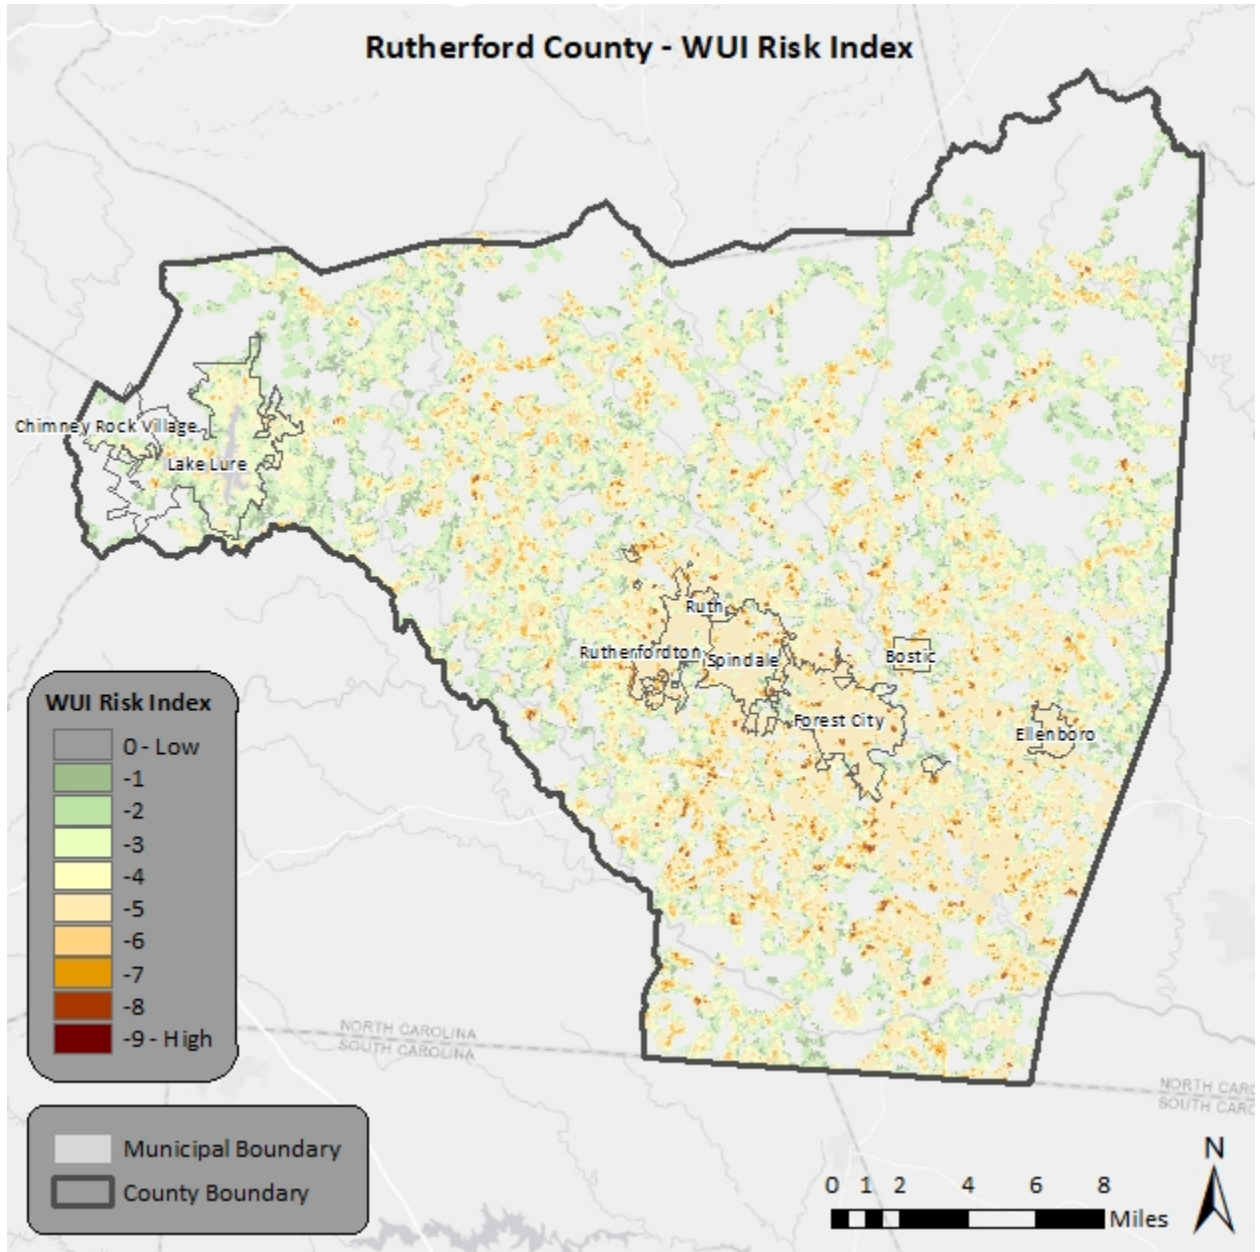 Rutherford County - WUI Risk Index
Chimney Rock Village
Lake Lure
Ruth
Rutherfordton
Spindale
Bostic
Forest City
Ellenboro
WUI Risk Index
0 - Low
-1
-2
-3
-4
-5
-6
-7
-8
-9 - High
NORTH CAROLINA
SOUTH CAROLINA
NORTH CARO
SOUTH CARO
Municipal Boundary
County Boundary
N
0 1 2 4 6 8
Miles